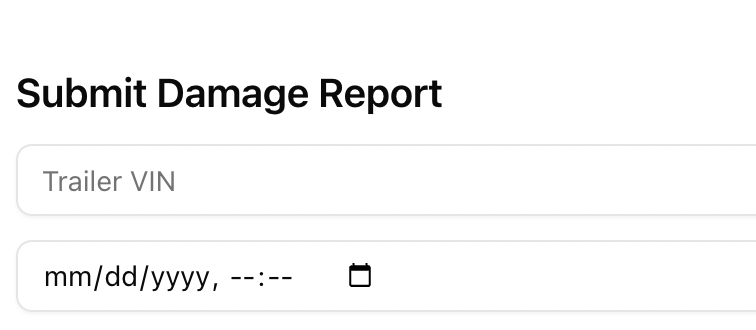 Submit Damage Report
Trailer VIN
mm/dd/yyyy, --:--